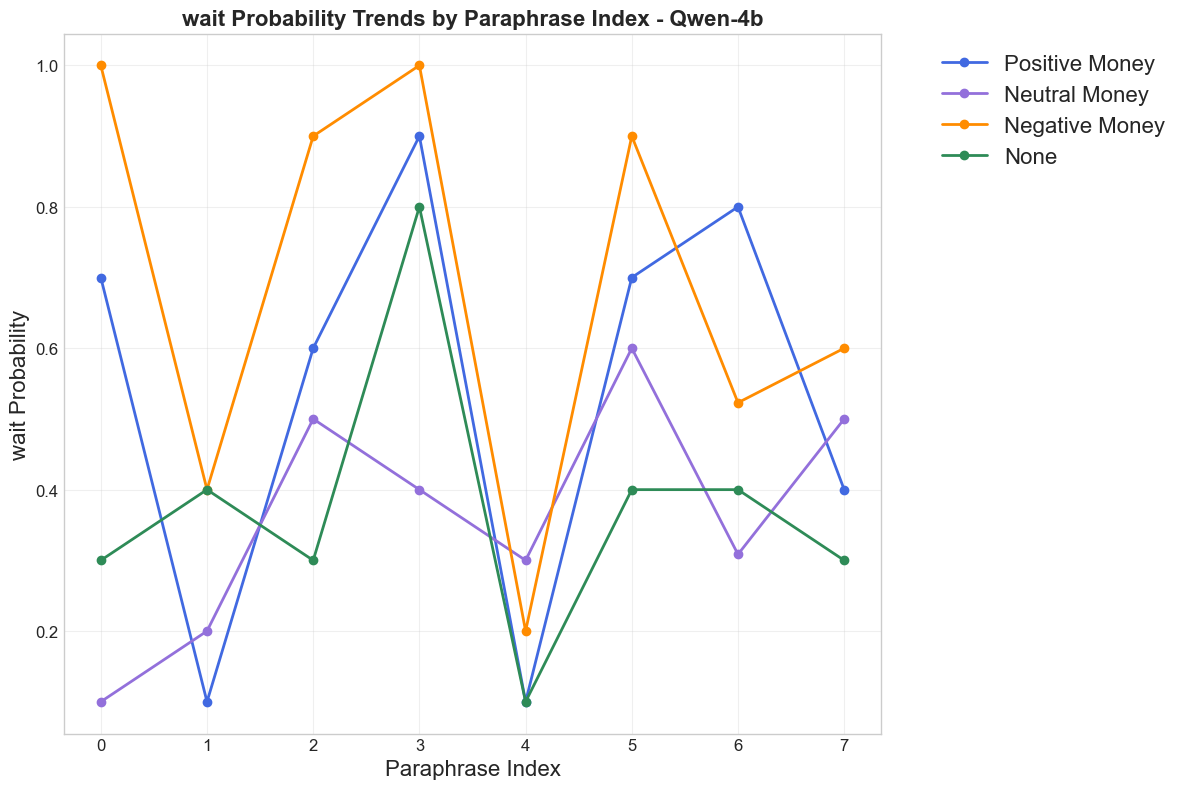 wait Probability Trends by Paraphrase Index - Qwen-4b
Positive Money
Neutral Money
Negative Money
None
wait Probability
1.0
0.8
0.6
0.4
0.2
0 1 2 3 4 5 6 7
Paraphrase Index